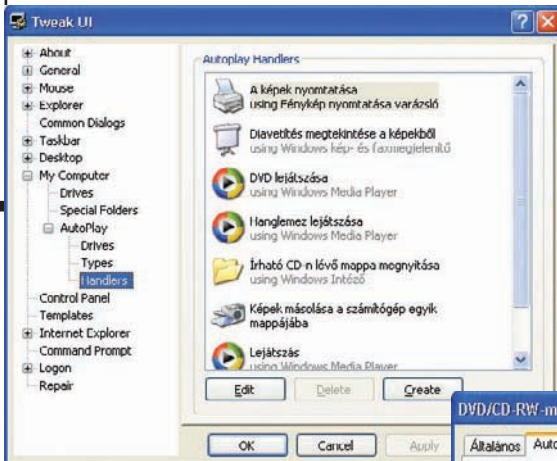 Tweak UI
About
General
Mouse
Explorer
Common Dialogs
Taskbar
Desktop
My Computer
Drives
Special Folders
AutoPlay
Drives
Types
Handlers
Control Panel
Templates
Internet Explorer
Command Prompt
Logon
Repair
Autoplay Handlers
A képek nyomtatása
using Fénykép nyomtatása varázsló
Diavetítés megtekintése a képekből
using Windows kép- és faxmegjelenítő
DVD lejátszása
using Windows Media Player
Hanglemez lejátszása
using Windows Media Player
Írható CD-n lévő mappa megnyitása
using Windows Intéző
Képek másolása a számítógép egyik
mappájába
Lejátszás
using Windows Media Player
Edit
Delete
Create
OK
Cancel
Apply
DVD/CD-RW-m
Általános
Auto